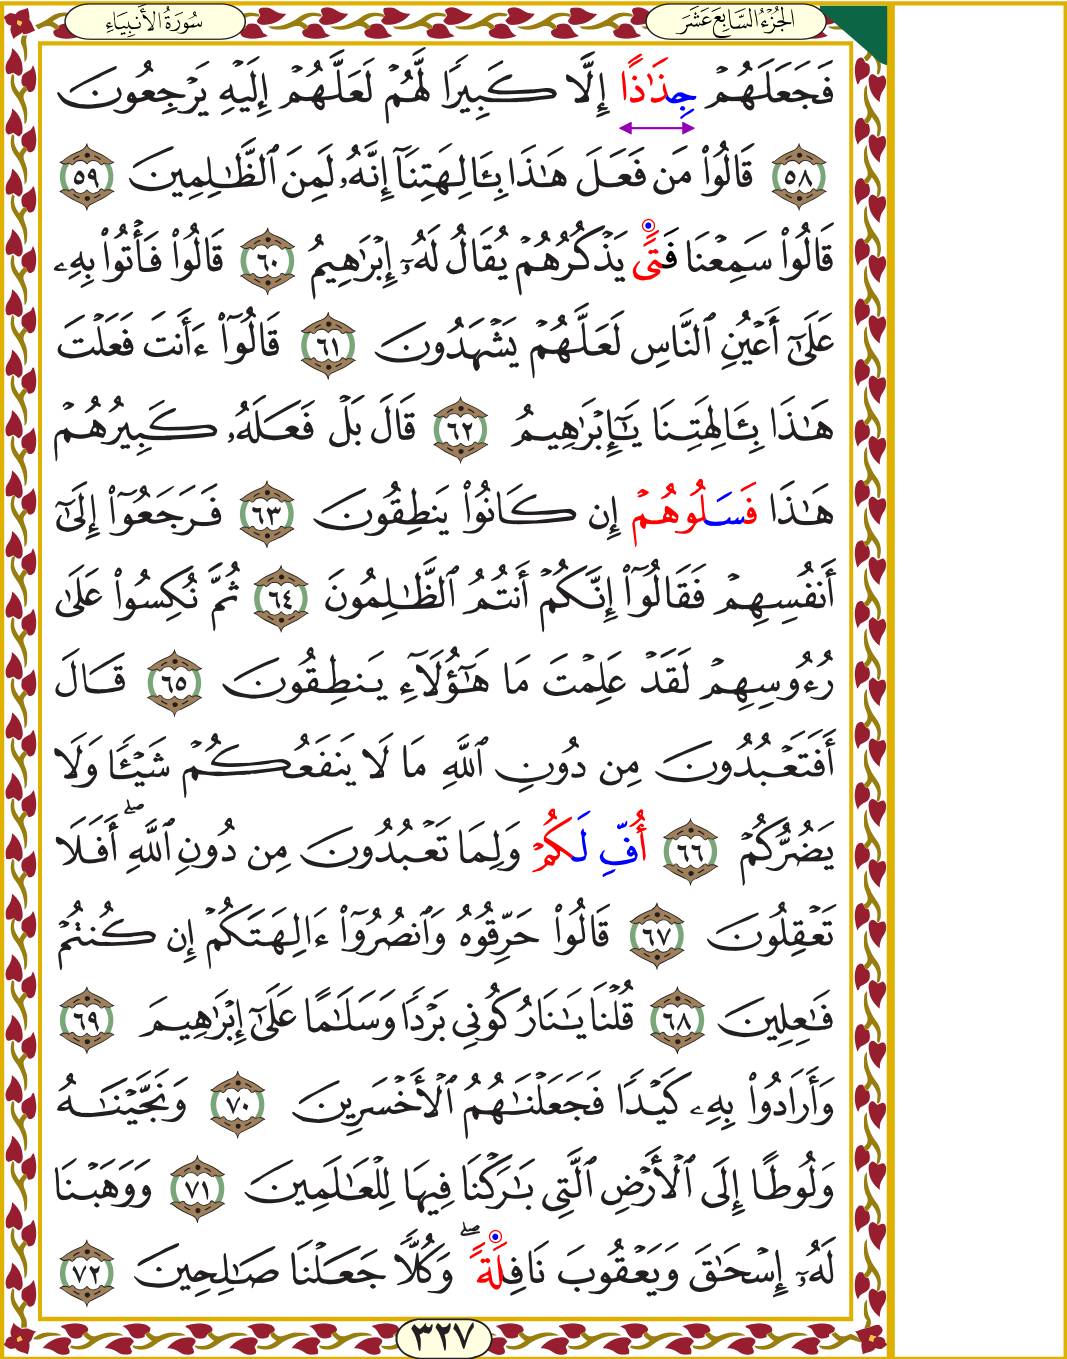 الجُزْءُ السَّابِعَ عَشَرَ
سُورَةُ الأَنبِيَاءِ
فَجَعَلَهُمْ جِذَٰذًا إِلَّا كَبِيرًا لَّهُمْ لَعَلَّهُمْ إِلَيْهِ يَرْجِعُونَ
٥٨ قَالُوا۟ مَن فَعَلَ هَٰذَا بِـَٔالِهَتِنَآ إِنَّهُۥ لَمِنَ ٱلظَّٰلِمِينَ ٥٩
قَالُوا۟ سَمِعْنَا فَتًى يَذْكُرُهُمْ يُقَالُ لَهُۥٓ إِبْرَٰهِيمُ ٦٠ قَالُوا۟ فَأْتُوا۟ بِهِۦ
عَلَىٰٓ أَعْيُنِ ٱلنَّاسِ لَعَلَّهُمْ يَشْهَدُونَ ٦١ قَالُوٓا۟ ءَأَنتَ فَعَلْتَ
هَٰذَا بِـَٔالِهَتِنَا يَٰٓإِبْرَٰهِيمُ ٦٢ قَالَ بَلْ فَعَلَهُۥ كَبِيرُهُمْ
هَٰذَا فَسَلُوهُمْ إِن كَانُوا۟ يَنطِقُونَ ٦٣ فَرَجَعُوٓا۟ إِلَىٰٓ
أَنفُسِهِمْ فَقَالُوٓا۟ إِنَّكُمْ أَنتُمُ ٱلظَّٰلِمُونَ ٦٤ ثُمَّ نُكِسُوا۟ عَلَىٰ
رُءُوسِهِمْ لَقَدْ عَلِمْتَ مَا هَٰٓؤُلَآءِ يَنطِقُونَ ٦٥ قَالَ
أَفَتَعْبُدُونَ مِن دُونِ ٱللَّهِ مَا لَا يَنفَعُكُمْ شَيْـًٔا وَلَا
يَضُرُّكُمْ ٦٦ أُفِّ لَكُمْ وَلِمَا تَعْبُدُونَ مِن دُونِ ٱللَّهِ ۖ أَفَلَا
تَعْقِلُونَ ٦٧ قَالُوا۟ حَرِّقُوهُ وَٱنصُرُوٓا۟ ءَالِهَتَكُمْ إِن كُنتُمْ
فَٰعِلِينَ ٦٨ قُلْنَا يَٰنَارُ كُونِى بَرْدًا وَسَلَٰمًا عَلَىٰٓ إِبْرَٰهِيمَ ٦٩
وَأَرَادُوا۟ بِهِۦ كَيْدًا فَجَعَلْنَٰهُمُ ٱلْأَخْسَرِينَ ٧٠ وَنَجَّيْنَٰهُ
وَلُوطًا إِلَى ٱلْأَرْضِ ٱلَّتِى بَٰرَكْنَا فِيهَا لِلْعَٰلَمِينَ ٧١ وَوَهَبْنَا
لَهُۥٓ إِسْحَٰقَ وَيَعْقُوبَ نَافِلَةً ۖ وَكُلًّا جَعَلْنَا صَٰلِحِينَ ٧٢
٣٢٧